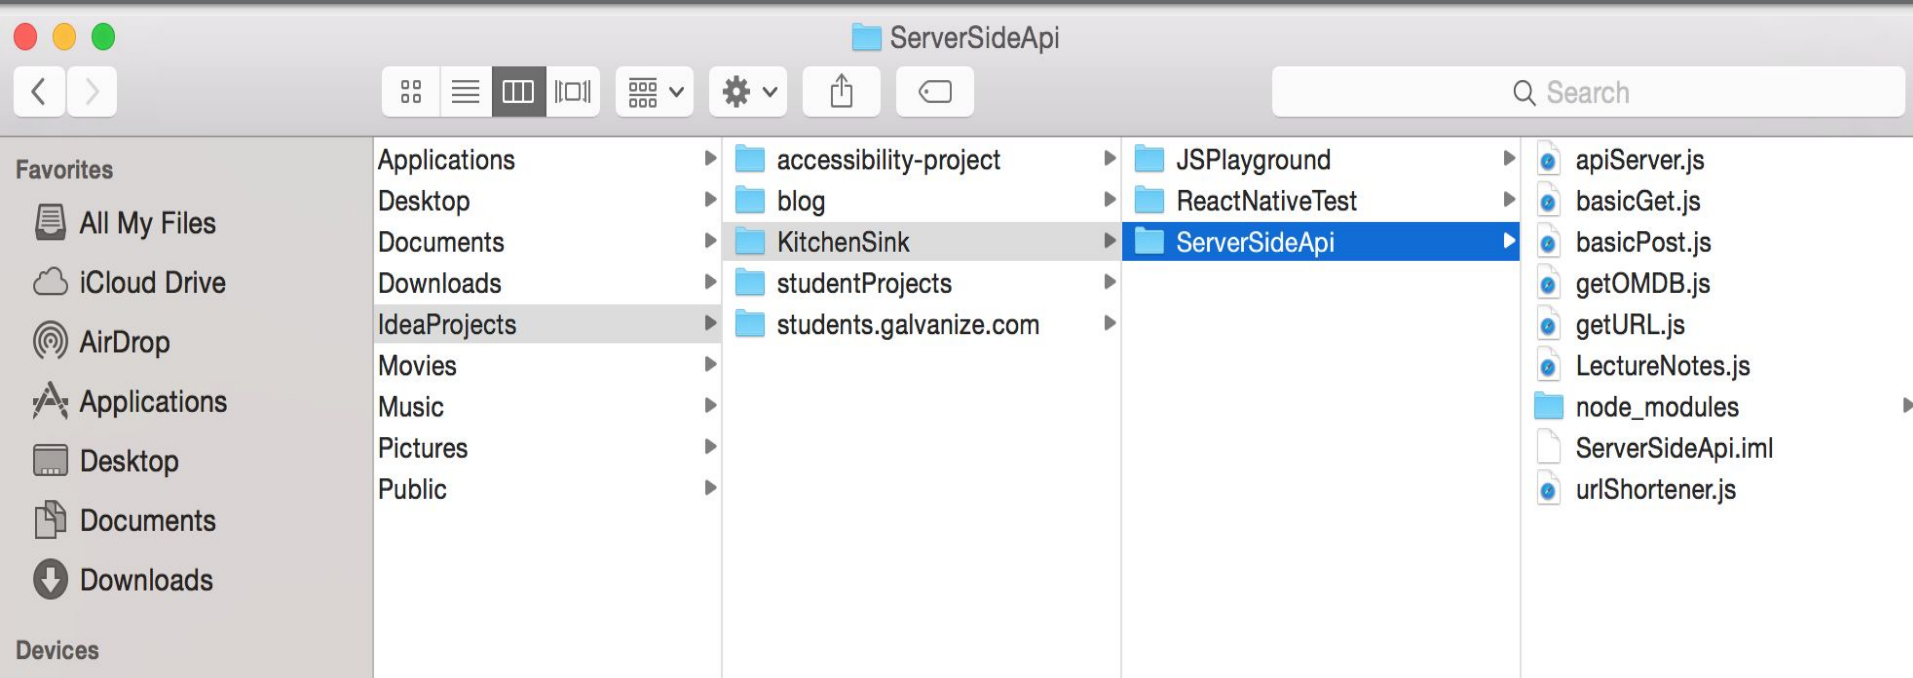 ServerSideApi
Search
Favorites
All My Files
iCloud Drive
AirDrop
Applications
Desktop
Documents
Downloads
Devices
Applications
Desktop
Documents
Downloads
IdeaProjects
Movies
Music
Pictures
Public
accessibility-project
blog
KitchenSink
studentProjects
students.galvanize.com
JSPlayground
ReactNativeTest
ServerSideApi
apiServer.js
basicGet.js
basicPost.js
getOMDB.js
getURL.js
LectureNotes.js
node_modules
ServerSideApi.iml
urlShortener.js